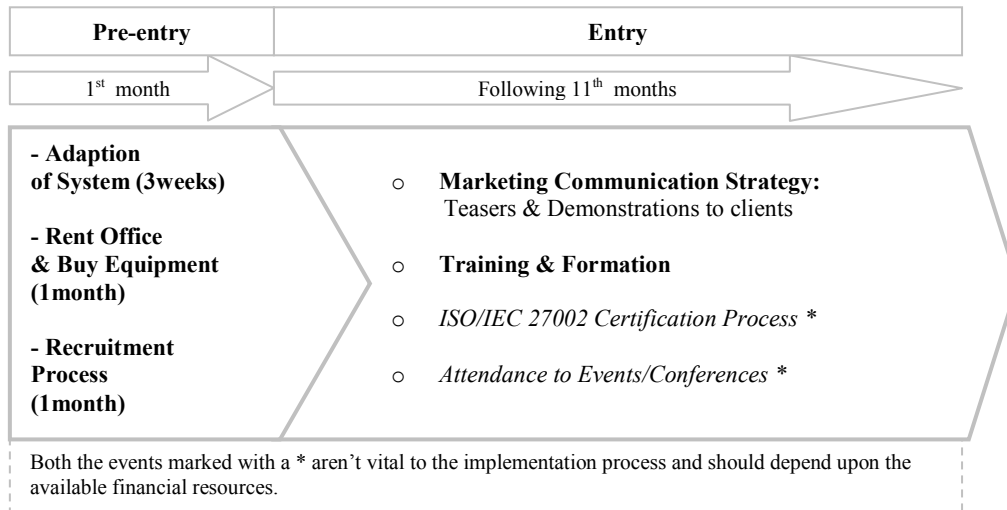 Pre-entry
Entry
1st month
Following 11th months
- Adaption
of System (3weeks)
- Rent Office
& Buy Equipment
(1month)
- Recruitment
Process
(1month)
o Marketing Communication Strategy:
Teasers & Demonstrations to clients
o Training & Formation
o ISO/IEC 27002 Certification Process *
o Attendance to Events/Conferences *
Both the events marked with a * aren’t vital to the implementation process and should depend upon the
available financial resources.